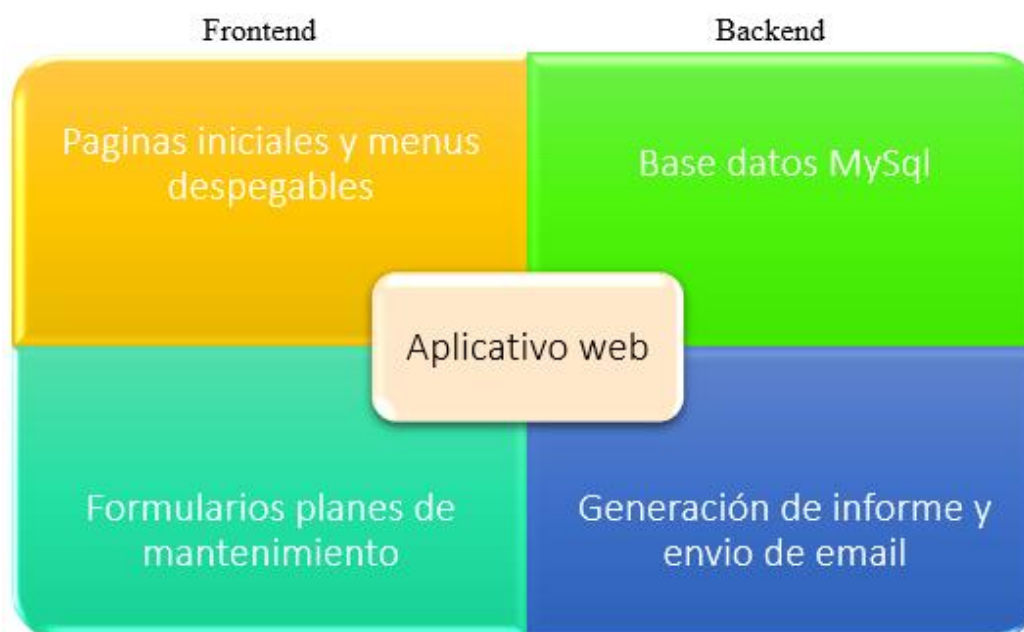 Frontend
Backend
Paginas iniciales y menus
despegables
Base datos MySql
Aplicativo web
Formularios planes de
mantenimiento
Generación de informe y
envio de email